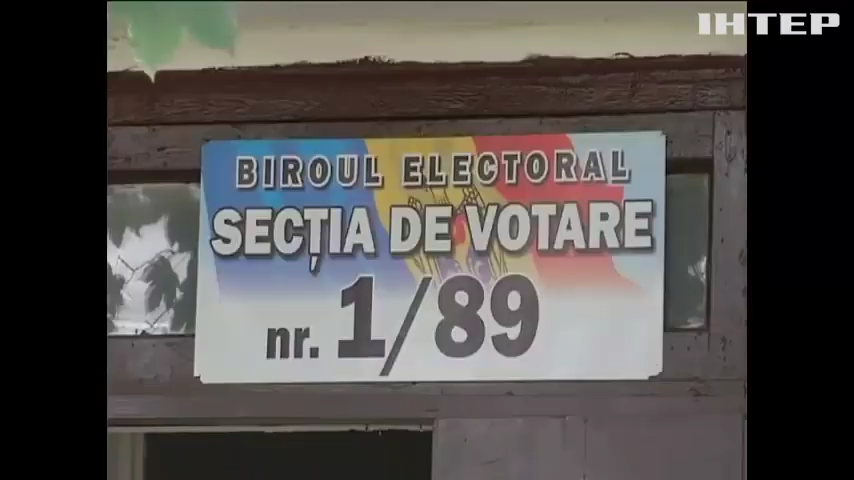 ІНТЕР
BIROUL ELECTORAL
SECȚIA DE VOTARE
nr. 1/89